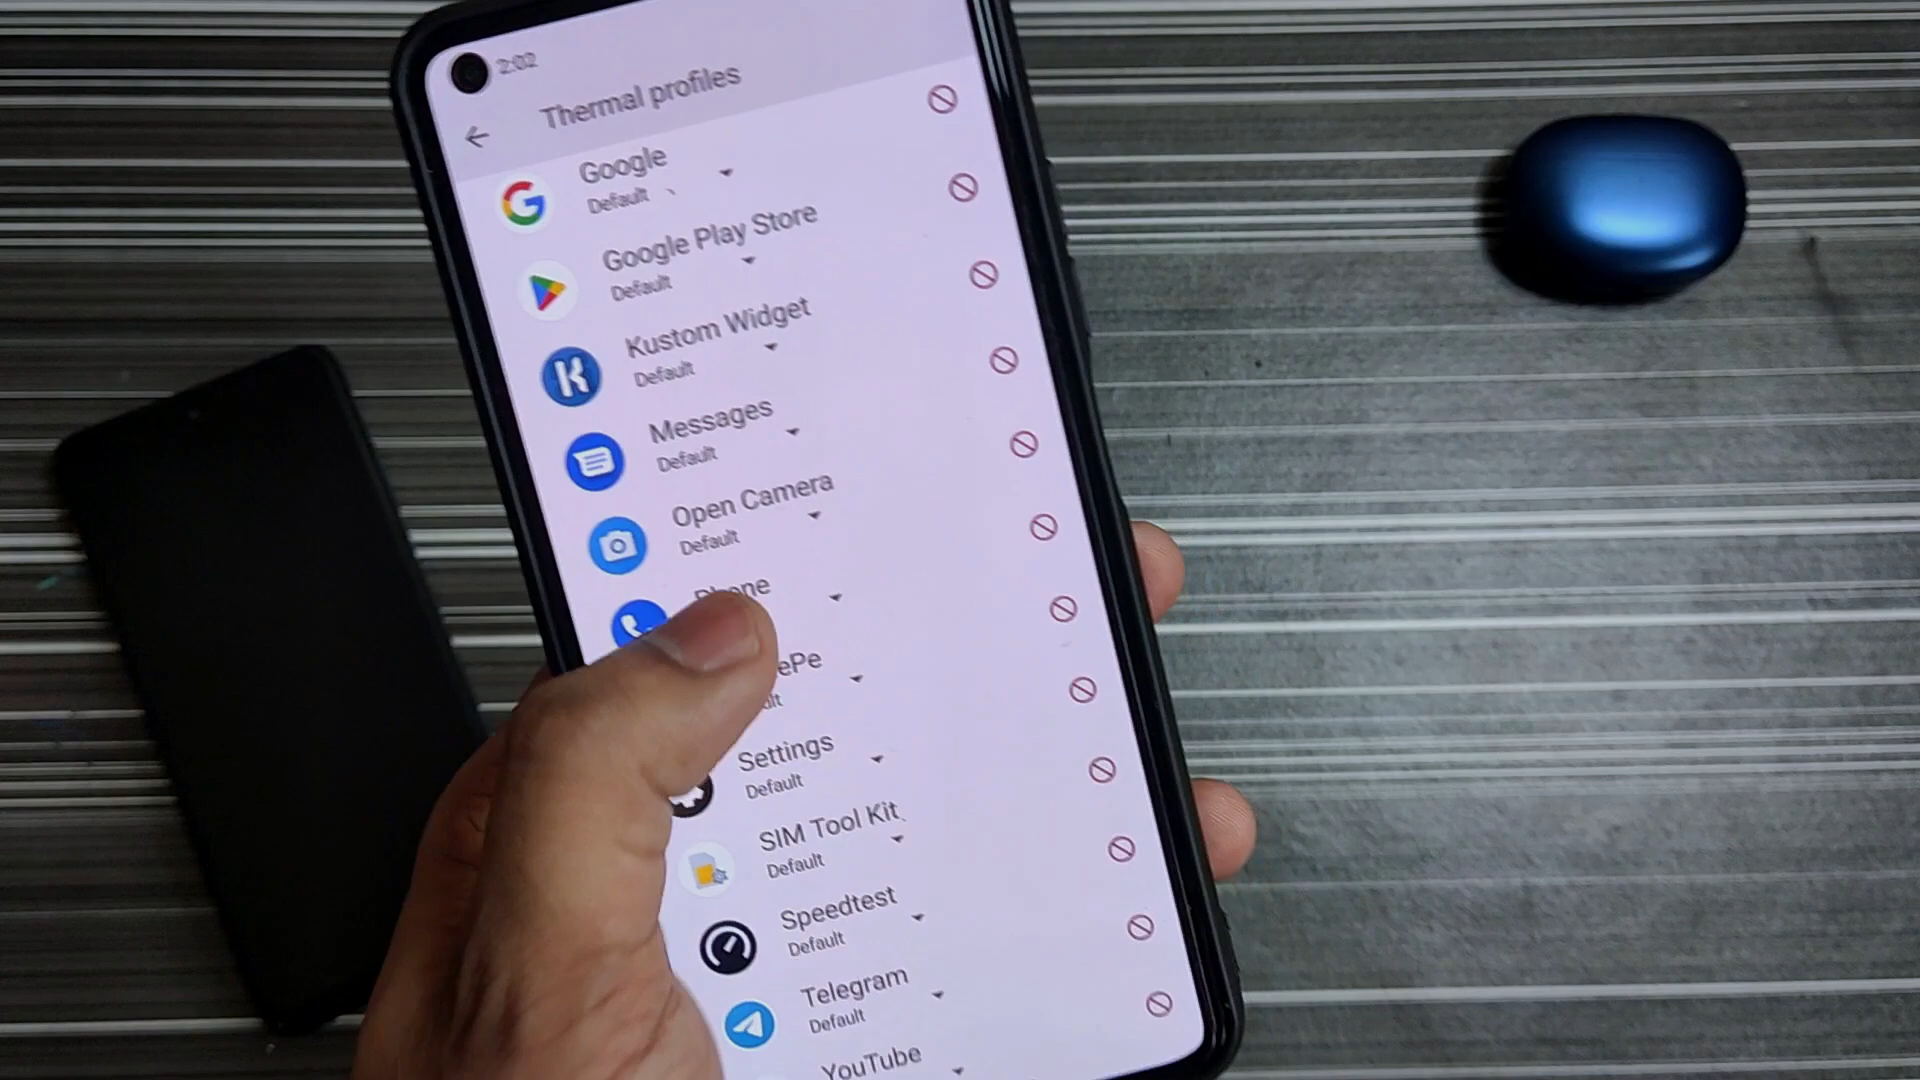 2:02
Thermal profiles
Google
Default
Google Play Store
Default
Kustom Widget
Default
Messages
Default
Open Camera
Default
Phone
ePe
Settings
Default
SIM Tool Kit
Default
Speedtest
Default
Telegram
Default
YouTube